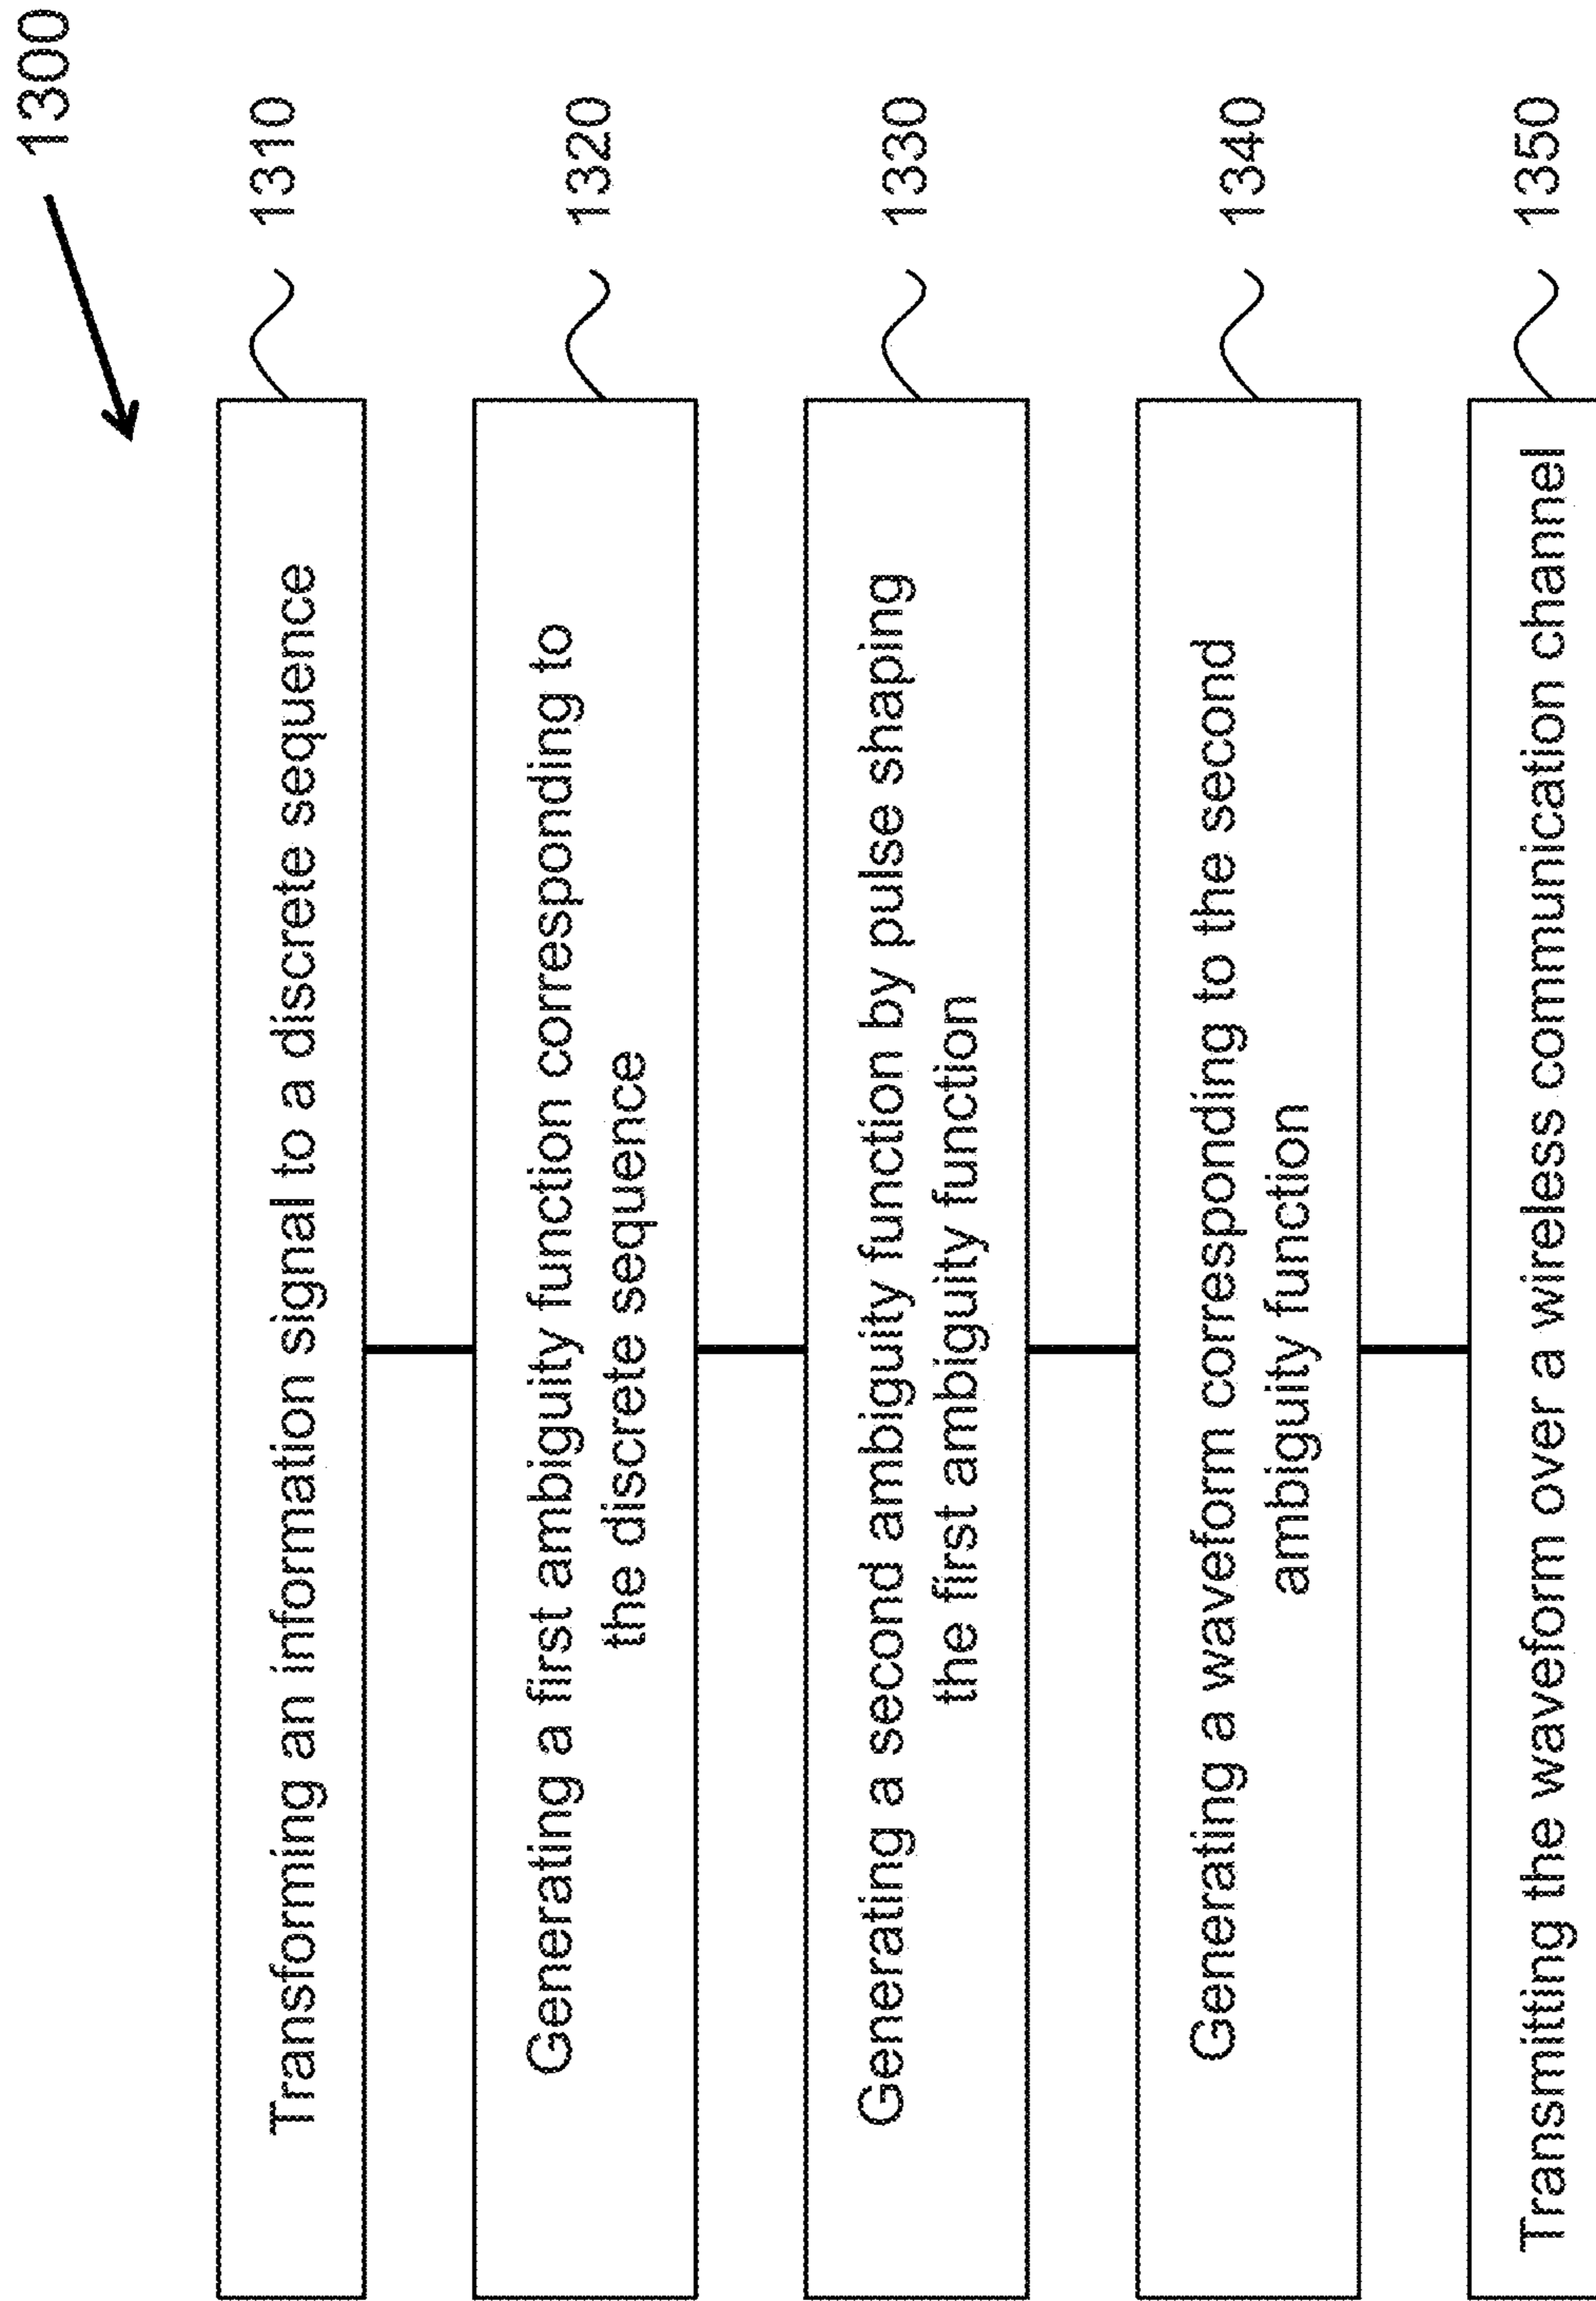 1300
Transforming an information signal to a discrete sequence
1310
Generating a first ambiguity function corresponding to
the discrete sequence
1320
Generating a second ambiguity function by pulse shaping
the first ambiguity function
1330
Generating a waveform corresponding to the second
ambiguity function
1340
Transmitting the waveform over a wireless communication channel
1350